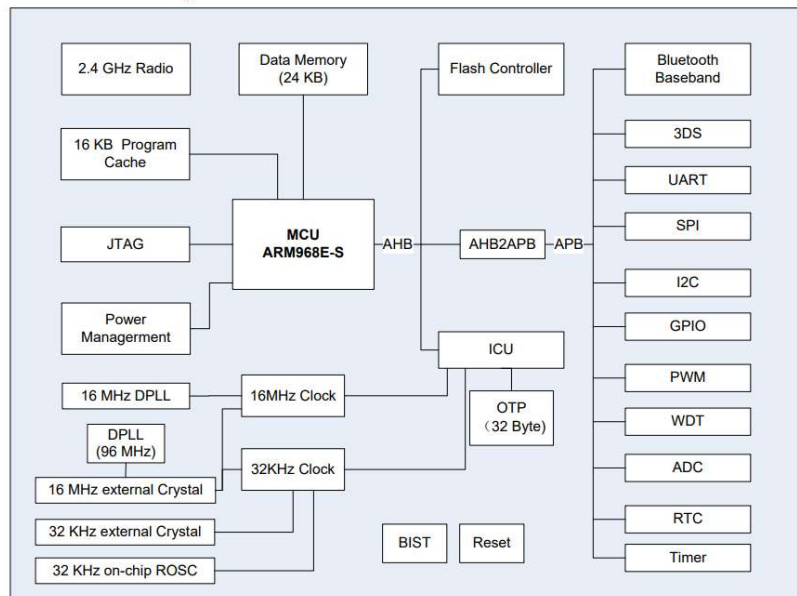 2.4 GHz Radio
Data Memory
(24 KB)
Flash Controller
Bluetooth
Baseband
16 KB  Program
Cache
3DS
UART
MCU
ARM968E-S
SPI
JTAG
AHB
AHB2APB
APB
I2C
Power
Managerment
GPIO
ICU
PWM
16 MHz DPLL
16MHz Clock
OTP
（32 Byte)
WDT
DPLL
(96 MHz)
32KHz Clock
ADC
16 MHz external Crystal
32 KHz external Crystal
RTC
BIST
Reset
Timer
32 KHz on-chip ROSC